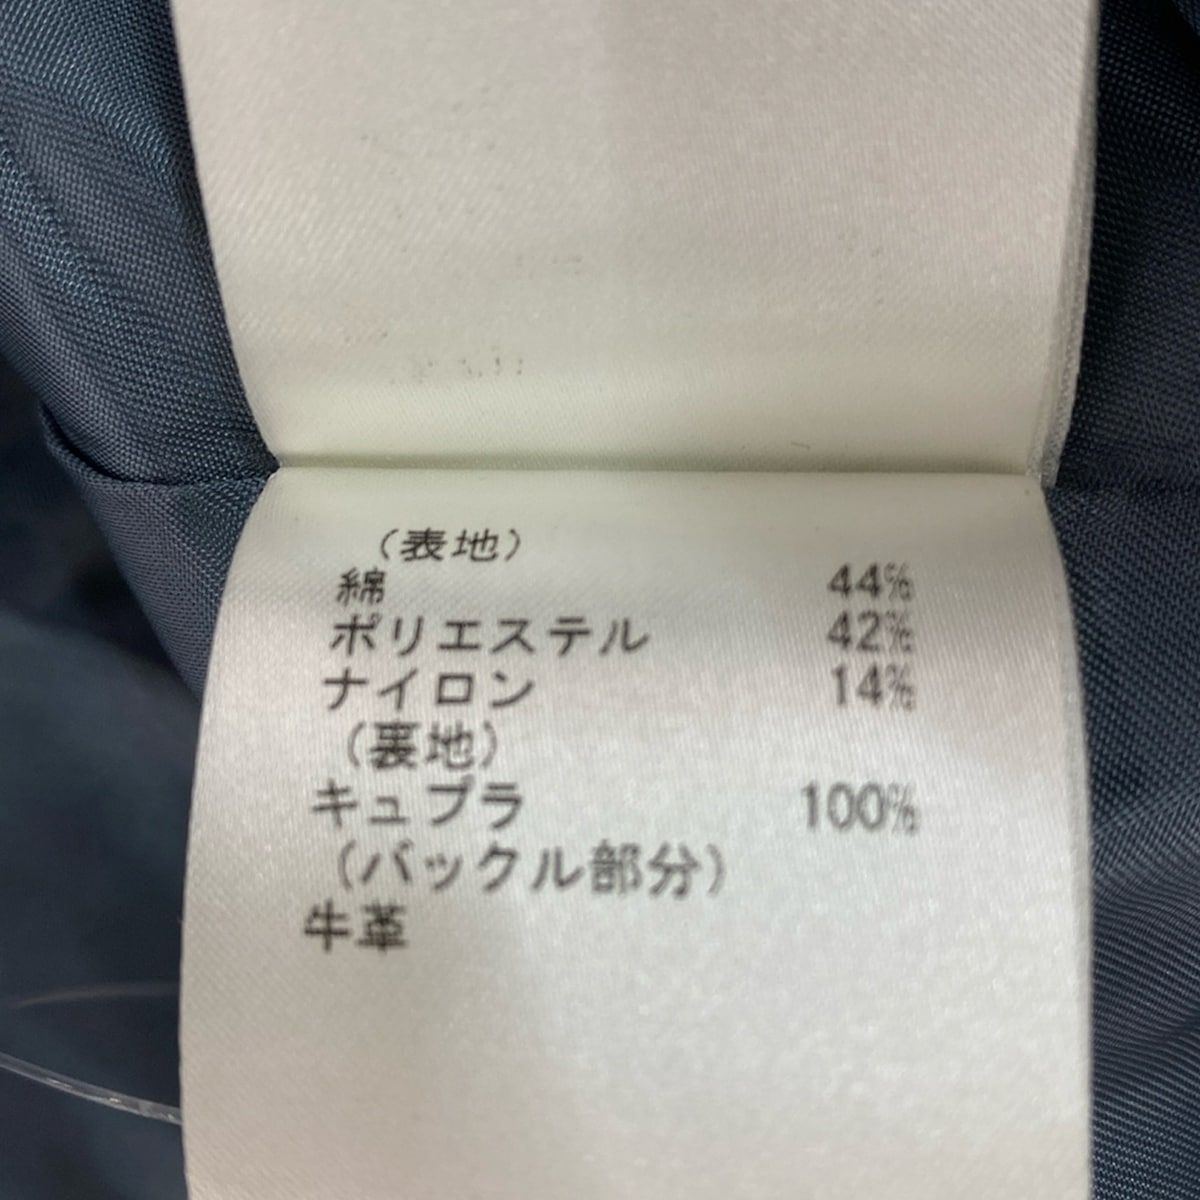 （表地）
綿 44%
ポリエステル 42%
ナイロン 14%
（裏地）
キュプラ 100%
（バックル部分）
牛革